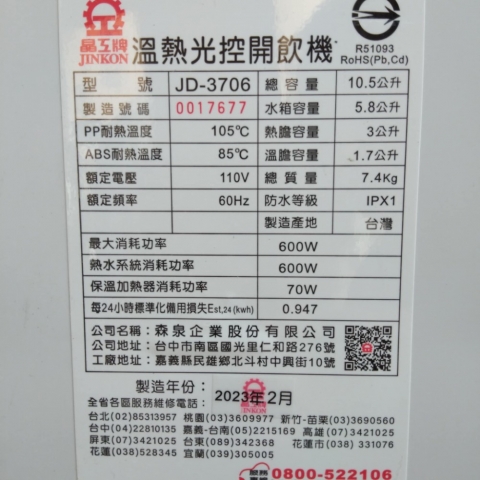 晶工牌
JINKON
溫熱光控開飲機
R51093
RoHS(Pb,Cd)
型 號 JD-3706 總容量 10.5公升
製造號碼 0017677 水箱容量 5.8公升
PP耐熱溫度 105℃ 熱膽容量 3公升
ABS耐熱溫度 85℃ 溫膽容量 1.7公升
額定電壓 110V 總質量 7.4Kg
額定頻率 60Hz 防水等級 IPX1
製造產地 台灣
最大消耗功率 600W
熱水系統消耗功率 600W
保溫加熱器消耗功率 70W
每24小時標準化備用損失Est,24(kwh) 0.947
公司名稱：森泉企業股份有限公司
公司地址：台中市南區國光里仁和路276號
工廠地址：嘉義縣民雄鄉北斗村中興街10號
製造年份：2023年2月
全省各區服務維修電話：
台北(02)85313957 桃園(03)3609977 新竹-苗栗(03)3690560
台中(04)22810135 嘉義-台南(05)2215169 高雄(07)3421025
屏東(07)3421025 台東(089)342368 花蓮市(038)331076
花蓮(038)528345 宜蘭(039)305005
0800-522106